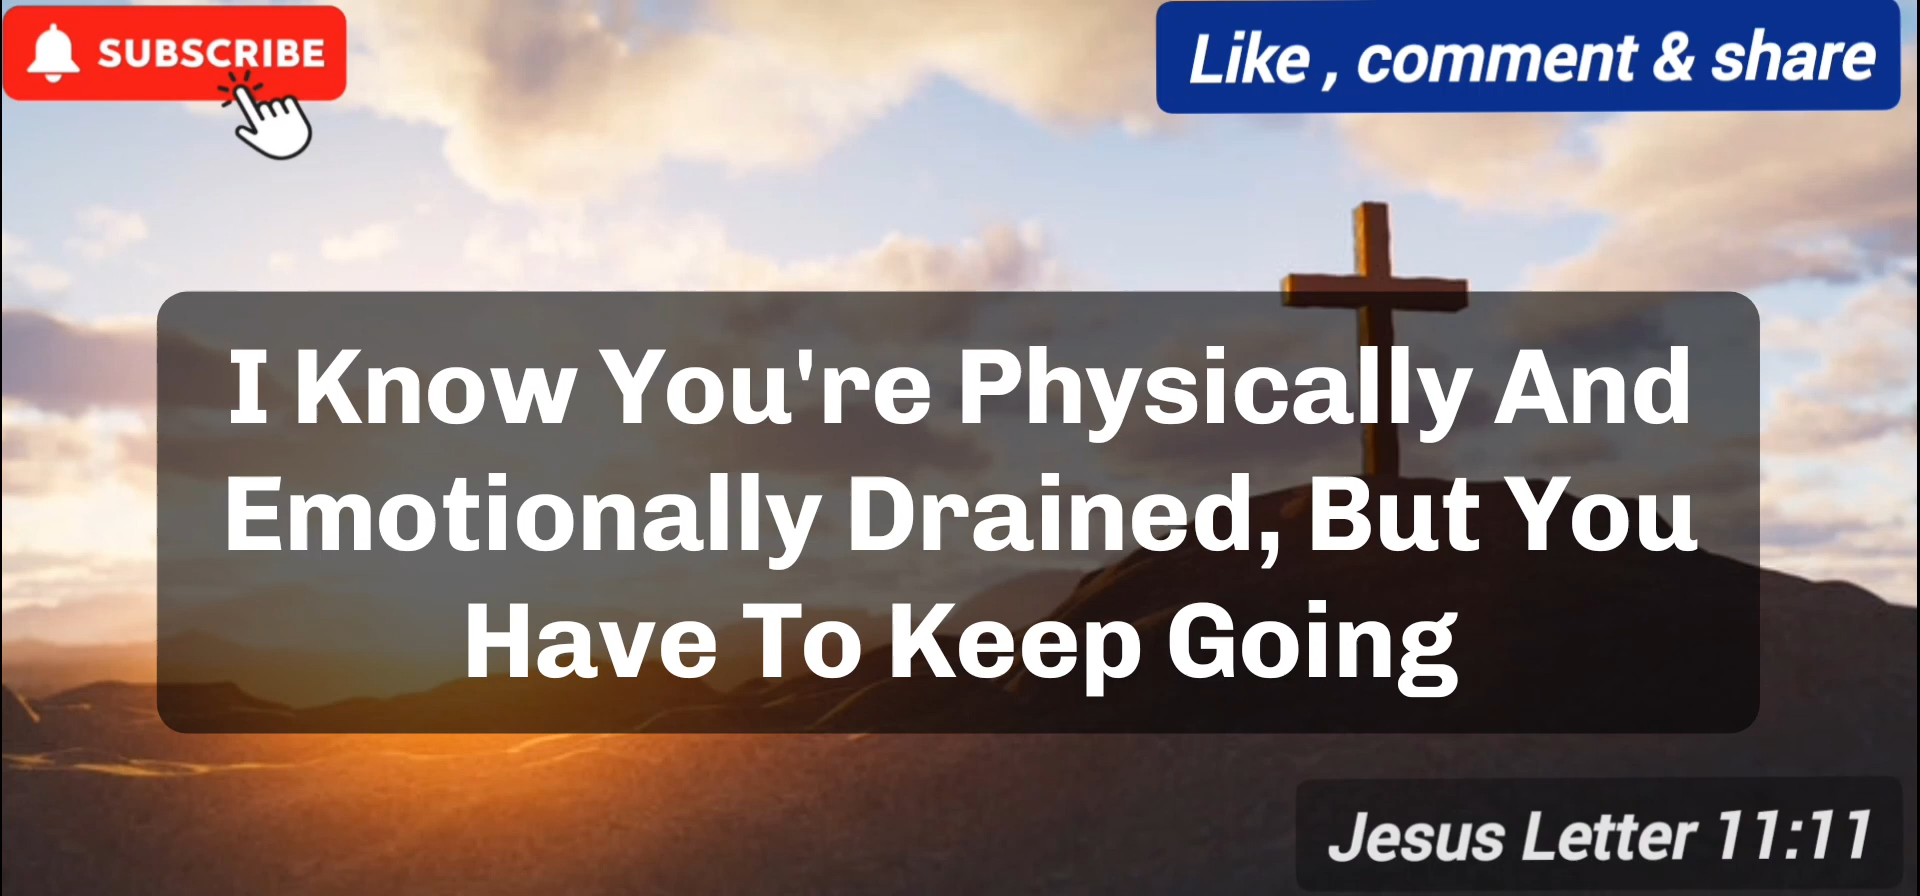 SUBSCRIBE
Like , comment & share
I Know You're Physically And
Emotionally Drained, But You
Have To Keep Going
Jesus Letter 11:11